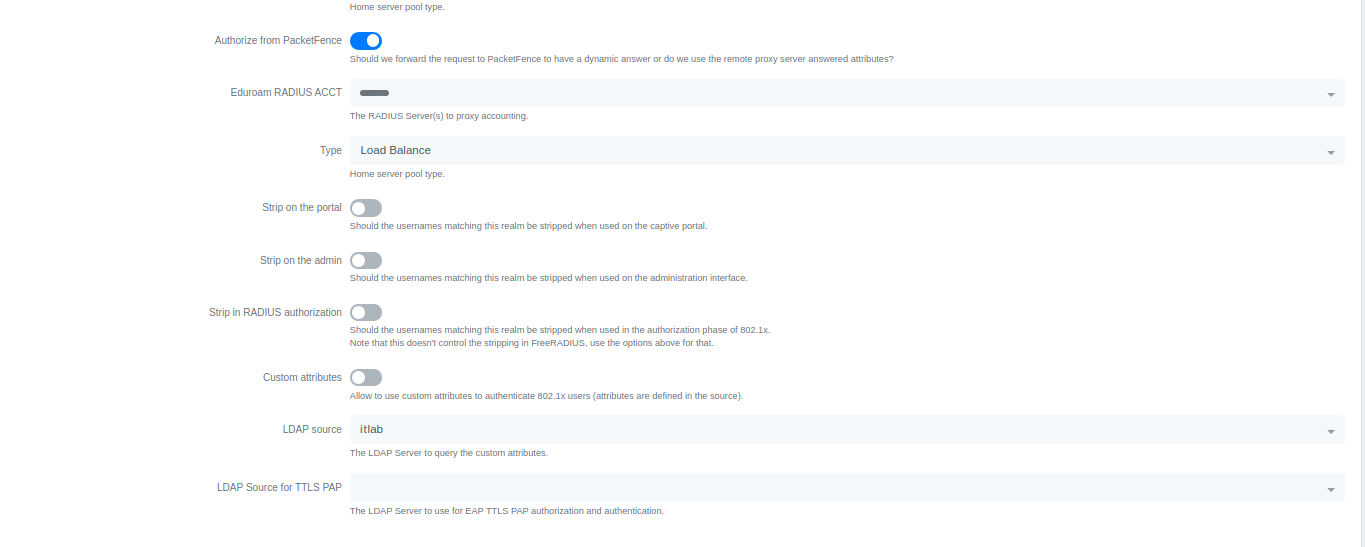 Home server pool type.
Authorize from PacketFence
Should we forward the request to PacketFence to have a dynamic answer or do we use the remote proxy server answered attributes?
Eduroam RADIUS ACCT
The RADIUS Server(s) to proxy accounting.
Type Load Balance
Home server pool type.
Strip on the portal
Should the usernames matching this realm be stripped when used on the captive portal.
Strip on the admin
Should the usernames matching this realm be stripped when used on the administration interface.
Strip in RADIUS authorization
Should the usernames matching this realm be stripped when used in the authorization phase of 802.1x.
Note that this doesn't control the stripping in FreeRADIUS, use the options above for that.
Custom attributes
Allow to use custom attributes to authenticate 802.1x users (attributes are defined in the source).
LDAP source itlab
The LDAP Server to query the custom attributes.
LDAP Source for TTLS PAP
The LDAP Server to use for EAP TTLS PAP authorization and authentication.